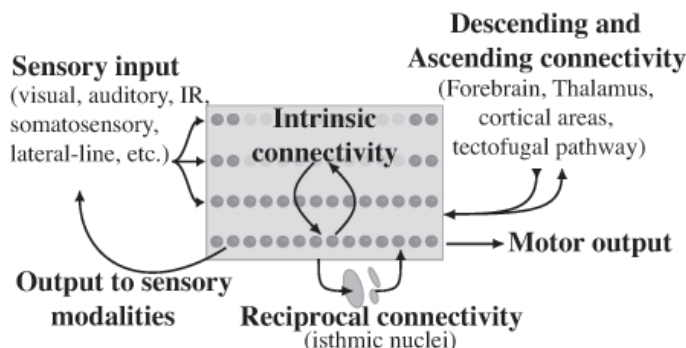 Descending and
Ascending connectivity
(Forebrain, Thalamus,
cortical areas,
tectofugal pathway)
Sensory input
(visual, auditory, IR,
somatosensory,
lateral-line, etc.)
Intrinsic
connectivity
Motor output
Output to sensory
modalities
Reciprocal connectivity
(isthmic nuclei)